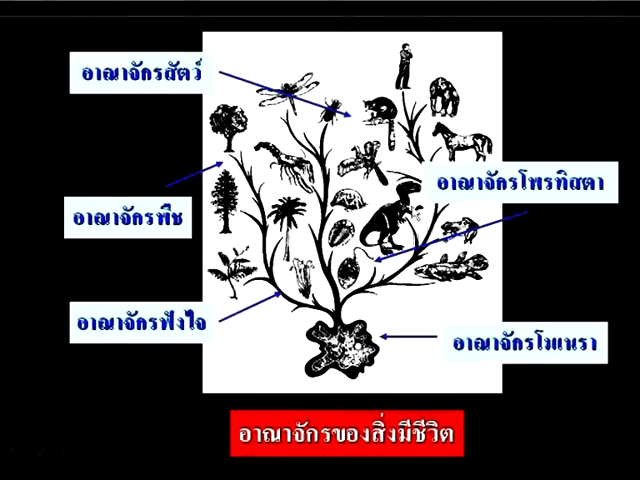 อาณาจักรสัตว์
อาณาจักรโพรทิสตา
อาณาจักรพืช
อาณาจักรฟังใจ
อาณาจักรโมเนรา
อาณาจักรของสิ่งมีชีวิต